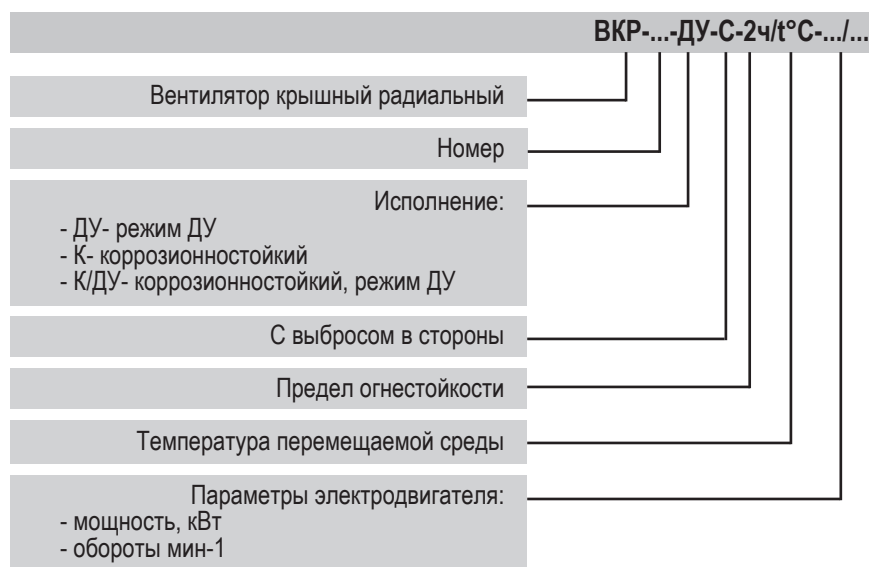 ВКР-...-ДУ-С-2ч/t°С-.../...
Вентилятор крышный радиальный
Номер
Исполнение:
- ДУ- режим ДУ
- К- коррозионностойкий
- К/ДУ- коррозионностойкий, режим ДУ
С выбросом в стороны
Предел огнестойкости
Температура перемещаемой среды
Параметры электродвигателя:
- мощность, кВт
- обороты мин-1